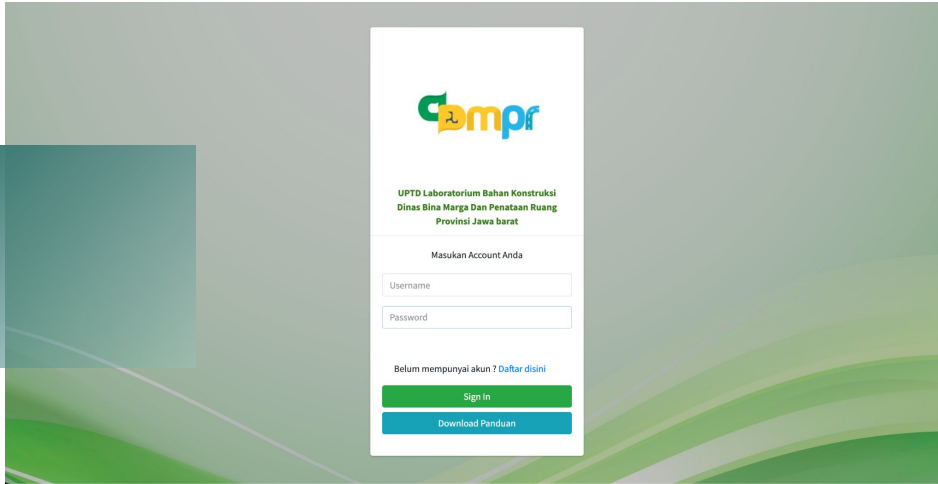 dbmpr
UPTD Laboratorium Bahan Konstruksi
Dinas Bina Marga Dan Penataan Ruang
Provinsi Jawa barat
Masukan Account Anda
Username
Password
Belum mempunyai akun ? Daftar disini
Sign In
Download Panduan